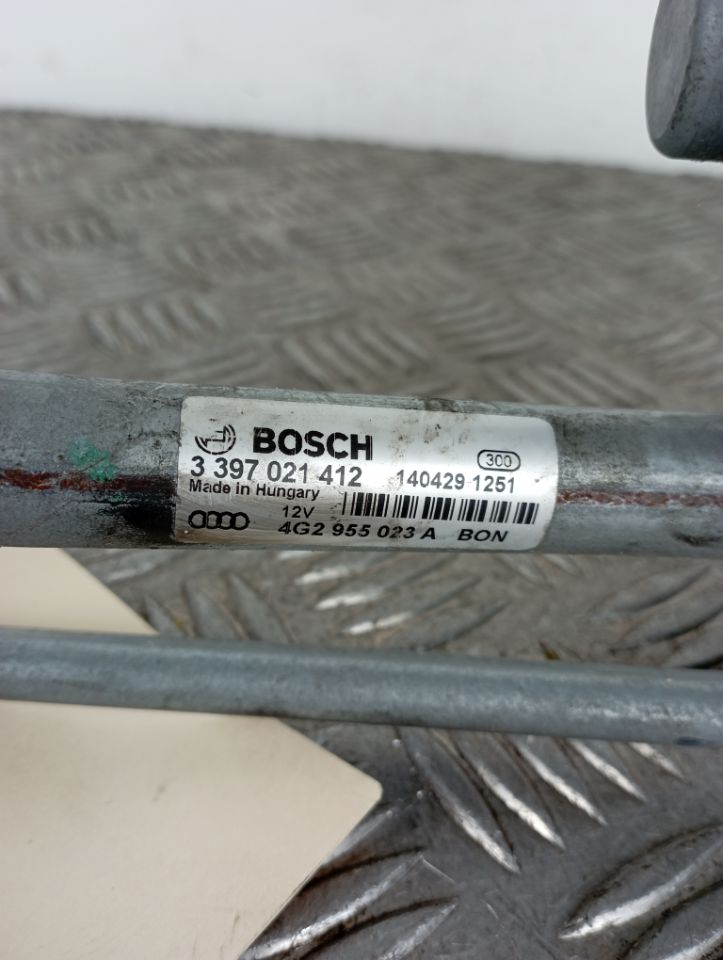 BOSCH
300
3 397 021 412 140429 1251
Made in Hungary
12V
4G2 955 023 A BON